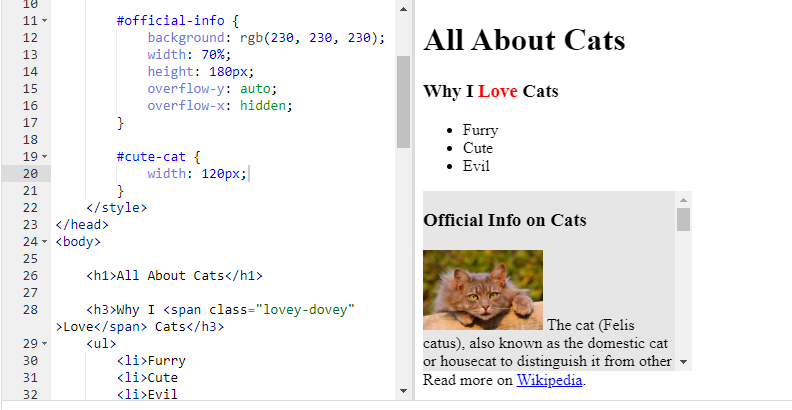 10
11 #official-info {
12 background: rgb(230, 230, 230);
13 width: 70%;
14 height: 180px;
15 overflow-y: auto;
16 overflow-x: hidden;
17 }
18
19 #cute-cat {
20 width: 120px;
21 }
22 </style>
23 </head>
24 <body>
25
26 <h1>All About Cats</h1>
27
28 <h3>Why I <span class="lovey-dovey"
>Love</span> Cats</h3>
29 <ul>
30 <li>Furry
31 <li>Cute
32 <li>Evil
All About Cats
Why I Love Cats
• Furry
• Cute
• Evil
Official Info on Cats
The cat (Felis
catus), also known as the domestic cat
or housecat to distinguish it from other
Read more on Wikipedia.